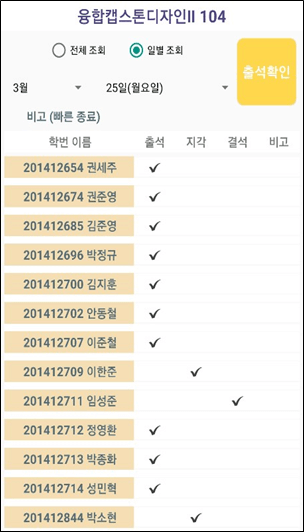 융합캡스톤디자인II 104
전체 조회 일별 조회
출석확인
3월 25일(월요일)
비고 (빠른 종료)
학번 이름 출석 지각 결석 비고
201412654 권세주 ✓
201412674 권준영 ✓
201412685 김준영 ✓
201412696 박정규 ✓
201412700 김지훈 ✓
201412702 안동철 ✓
201412707 이준철 ✓
201412709 이한준 ✓
201412711 임성준 ✓
201412712 정영환 ✓
201412713 박종화 ✓
201412714 성민혁 ✓
201412844 박소현 ✓